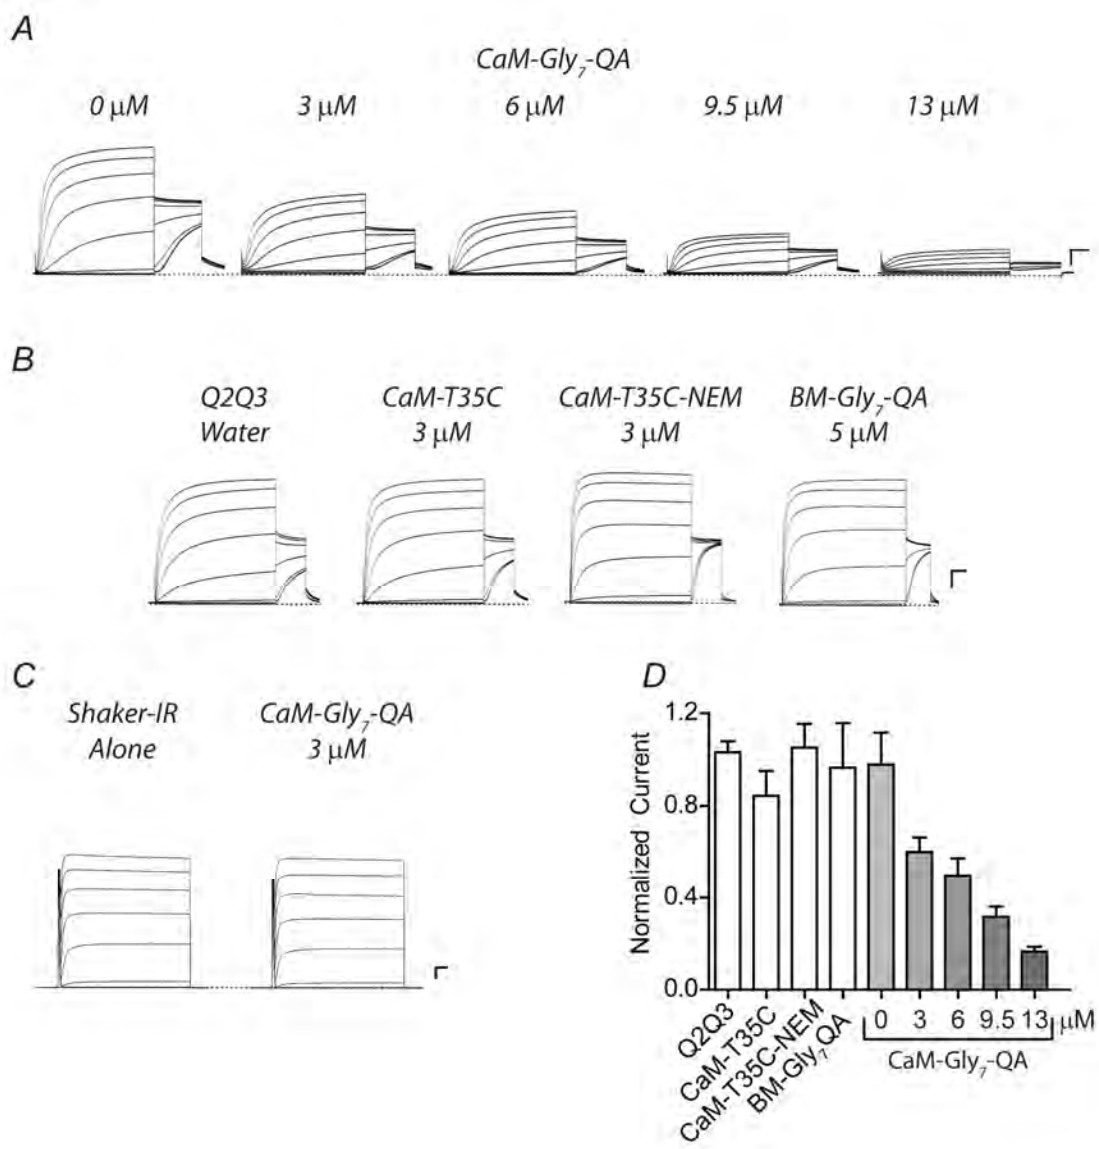 A
CaM-Gly7-QA
0 µM 3 µM 6 µM 9.5 µM 13 µM
B
Q2Q3 CaM-T35C CaM-T35C-NEM BM-Gly7-QA
Water 3 µM 3 µM 5 µM
C
Shaker-IR CaM-Gly7-QA
Alone 3 µM
D
Normalized Current
1.2
0.8
0.4
0.0
Q2Q3
CaM-T35C
CaM-T35C-NEM
BM-Gly7QA
0 3 6 9.5 13 µM
CaM-Gly7-QA